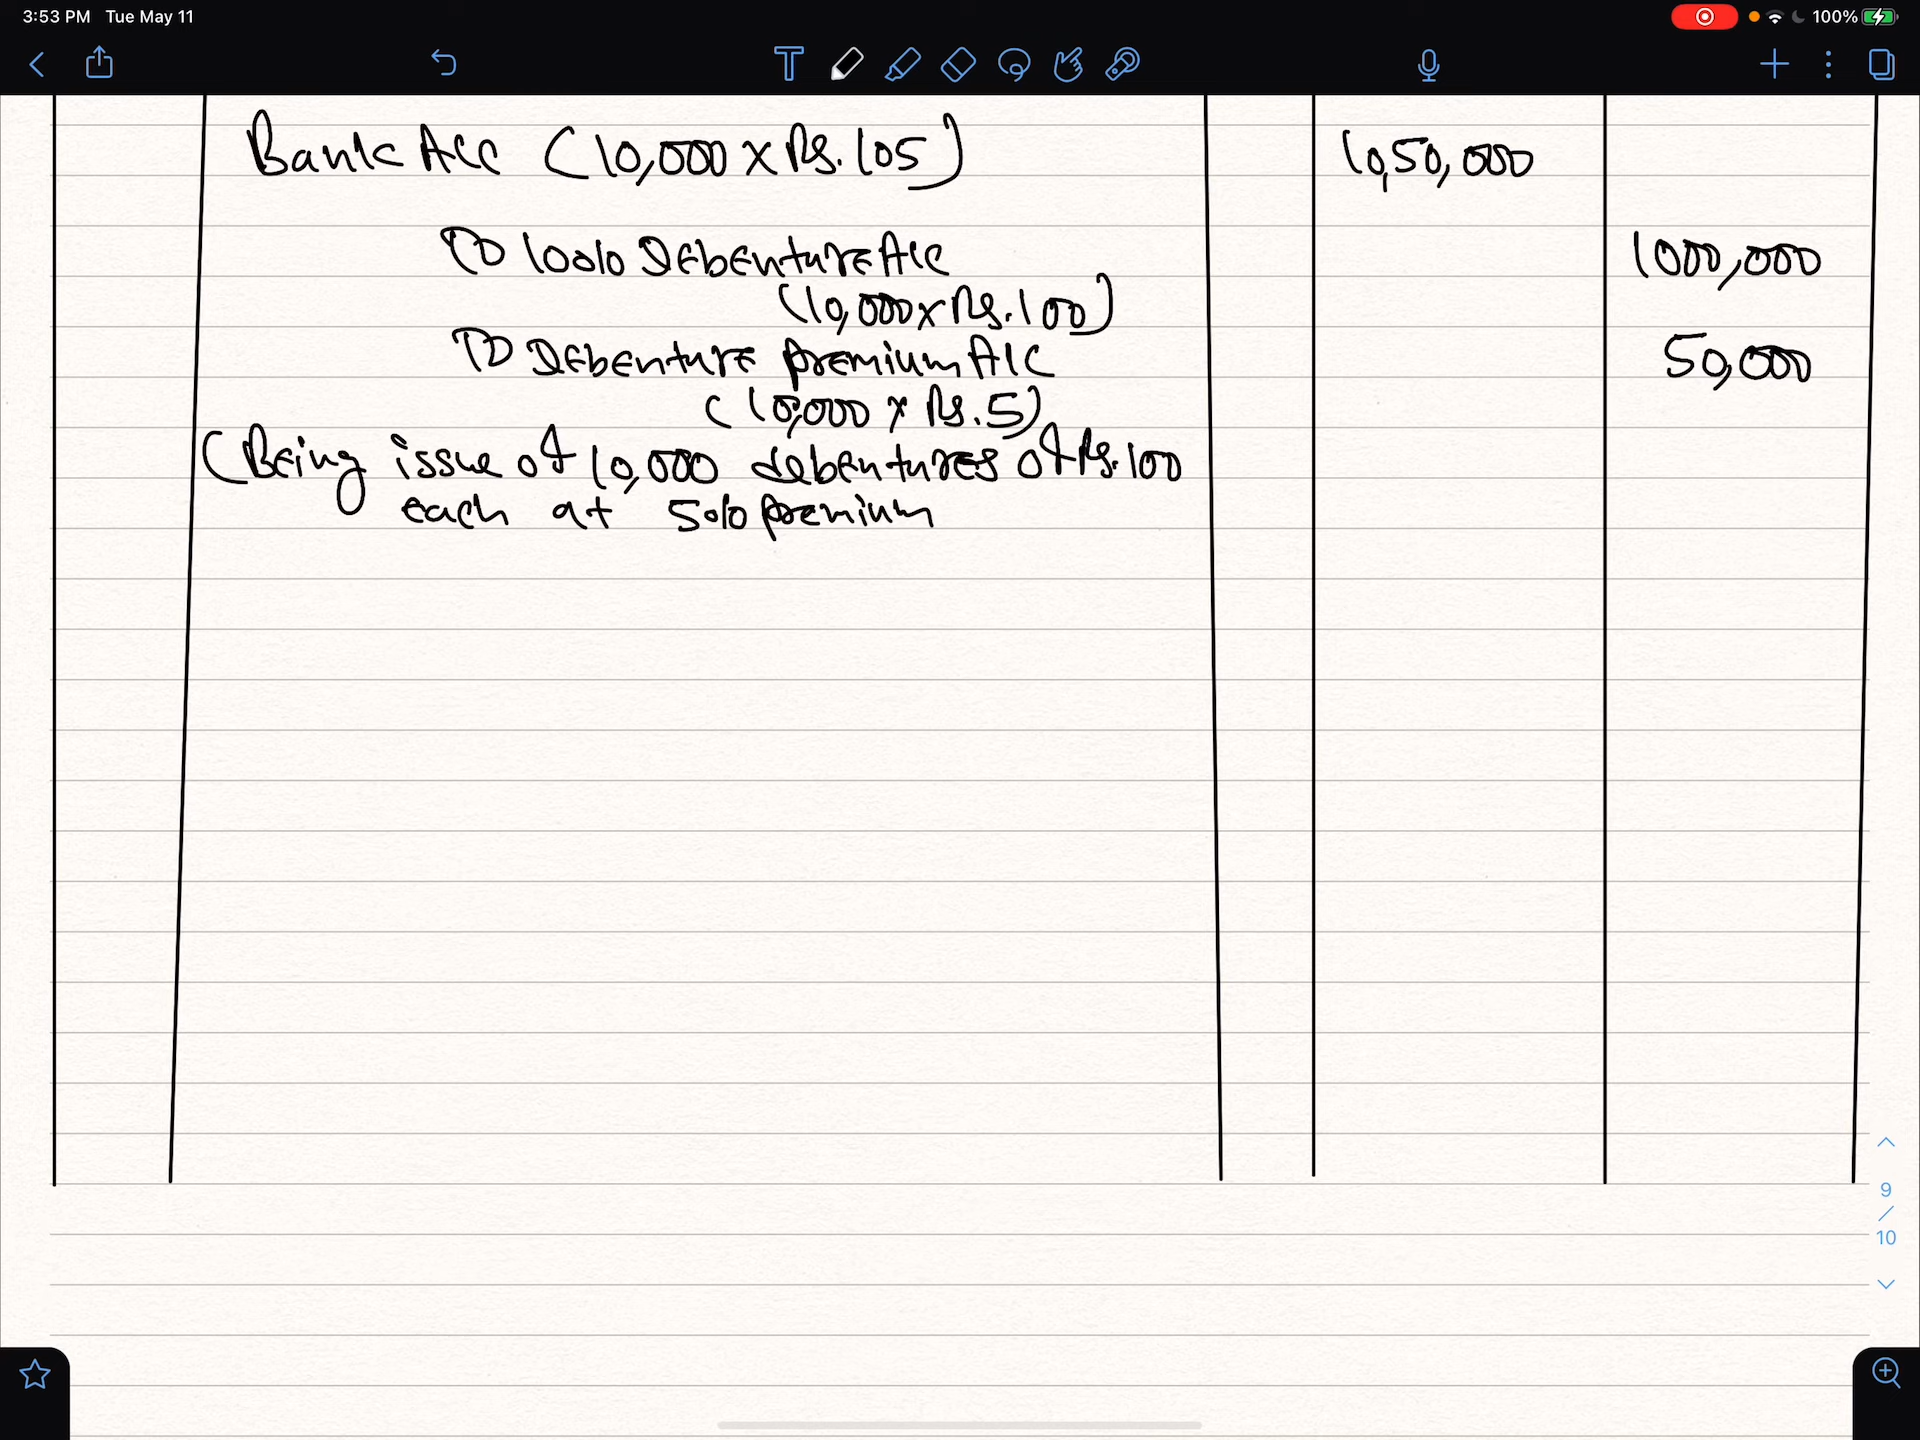 3:53 PM Tue May 11 100%
T
Bank Acc (10,000 x Rs. 105) 10,50,000
To 10% Debenture A/c 1000,000
(10,000 x Rs. 100)
To Debenture premium A/c 50,000
(10,000 x Rs. 5)
(Being issue of 10,000 debentures of Rs. 100
each at 5% premium
9
/
10